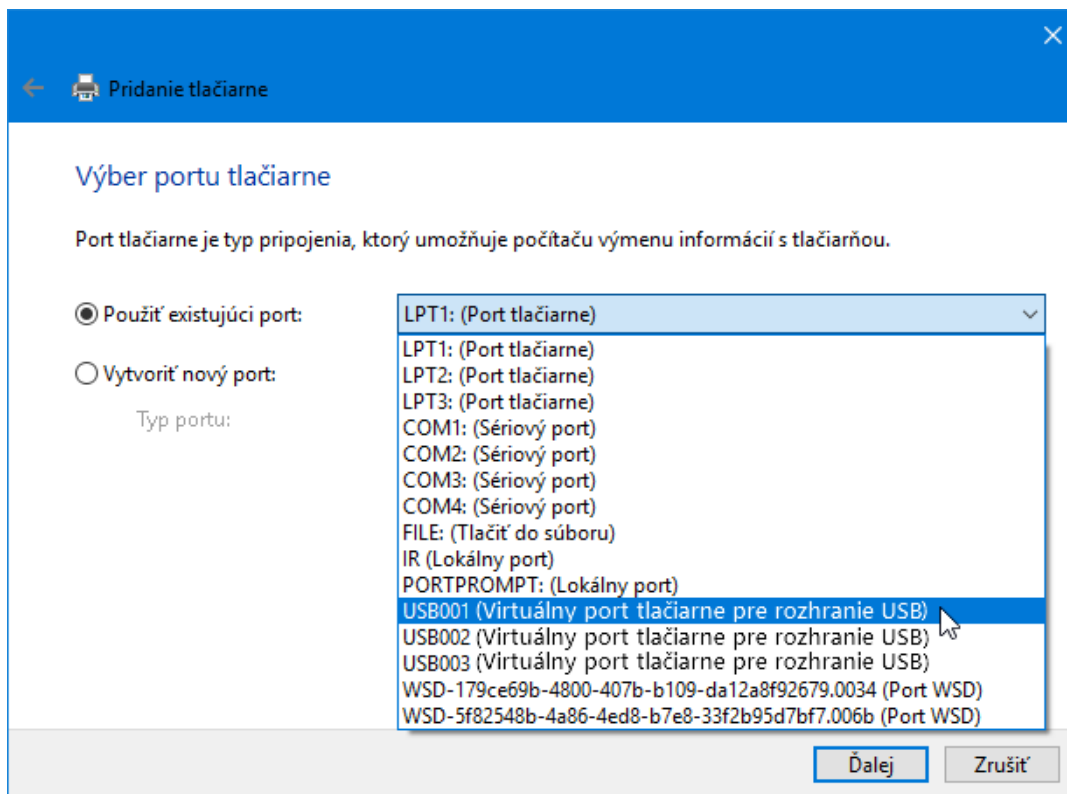 Pridanie tlačiarne
Výber portu tlačiarne
Port tlačiarne je typ pripojenia, ktorý umožňuje počítaču výmenu informácií s tlačiarňou.
Použiť existujúci port: LPT1: (Port tlačiarne)
LPT1: (Port tlačiarne)
Vytvoriť nový port:
LPT2: (Port tlačiarne)
LPT3: (Port tlačiarne)
Typ portu:
COM1: (Sériový port)
COM2: (Sériový port)
COM3: (Sériový port)
COM4: (Sériový port)
FILE: (Tlačiť do súboru)
IR (Lokálny port)
PORTPROMPT: (Lokálny port)
USB001 (Virtuálny port tlačiarne pre rozhranie USB)
USB002 (Virtuálny port tlačiarne pre rozhranie USB)
USB003 (Virtuálny port tlačiarne pre rozhranie USB)
WSD-179ce69b-4800-407b-b109-da12a8f92679.0034 (Port WSD)
WSD-5f82548b-4a86-4ed8-b7e8-33f2b95d7bf7.006b (Port WSD)
Ďalej Zrušiť